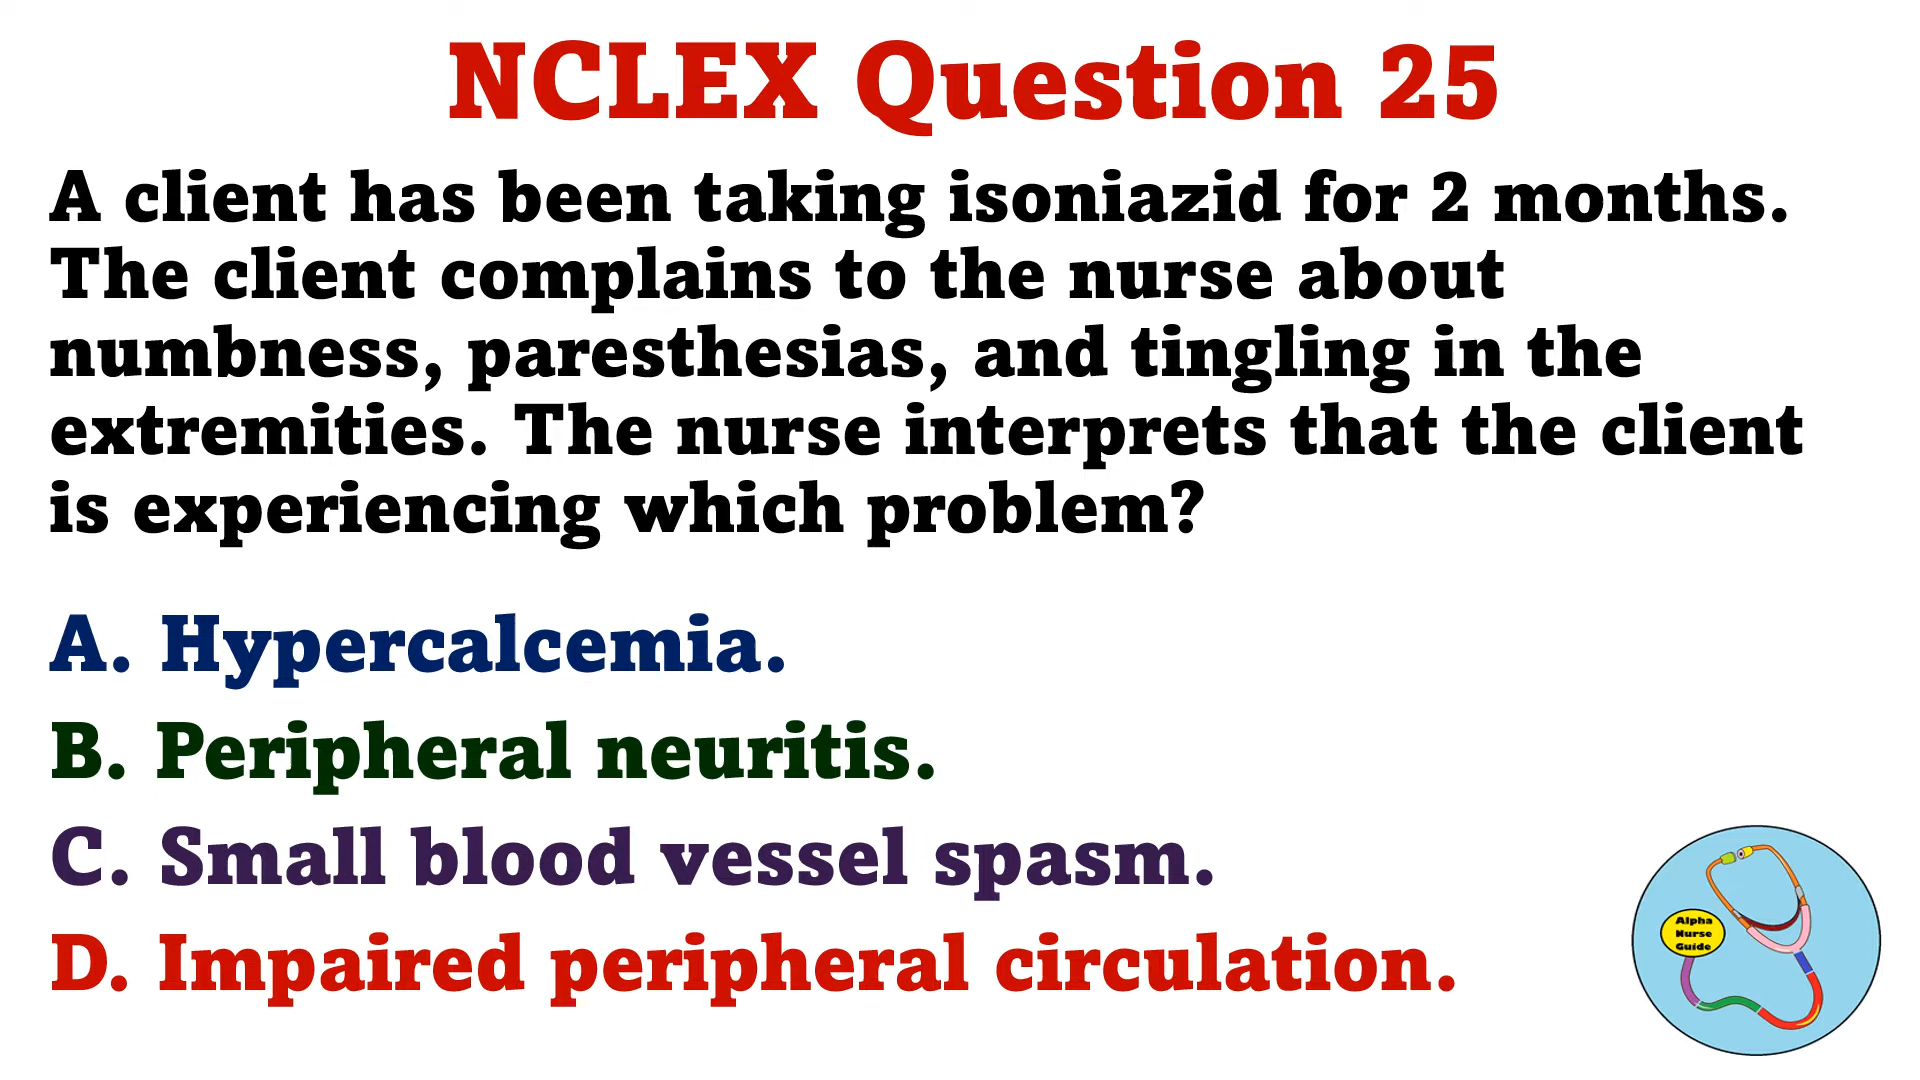 NCLEX Question 25
A client has been taking isoniazid for 2 months.
The client complains to the nurse about
numbness, paresthesias, and tingling in the
extremities. The nurse interprets that the client
is experiencing which problem?
A. Hypercalcemia.
B. Peripheral neuritis.
C. Small blood vessel spasm.
D. Impaired peripheral circulation.
Alpha
Nurse
Guide